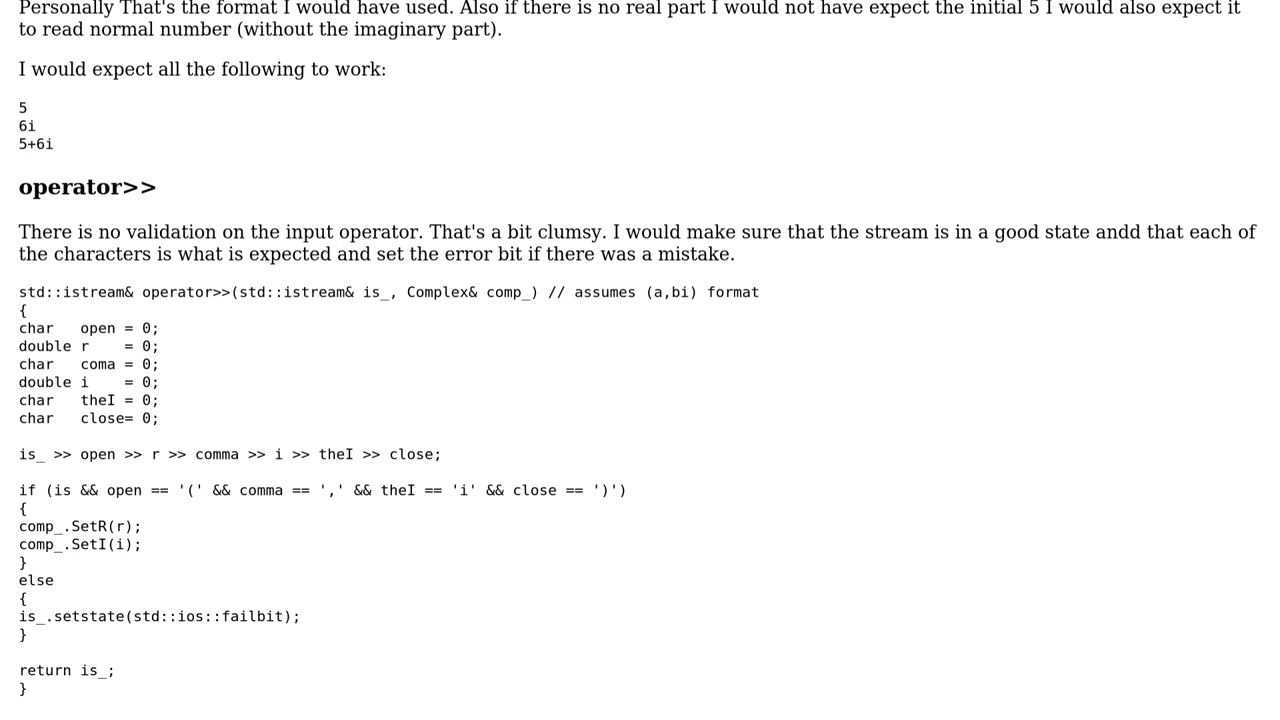 Personally That's the format I would have used. Also if there is no real part I would not have expect the initial 5 I would also expect it
to read normal number (without the imaginary part).
I would expect all the following to work:
5
6i
5+6i
operator>>
There is no validation on the input operator. That's a bit clumsy. I would make sure that the stream is in a good state andd that each of
the characters is what is expected and set the error bit if there was a mistake.
std::istream& operator>>(std::istream& is_, Complex& comp_) // assumes (a,bi) format
{
char   open = 0;
double r    = 0;
char   coma = 0;
double i    = 0;
char   theI = 0;
char   close= 0;
is_ >> open >> r >> comma >> i >> theI >> close;
if (is && open == '(' && comma == ',' && theI == 'i' && close == ')')
{
comp_.SetR(r);
comp_.SetI(i);
}
else
{
is_.setstate(std::ios::failbit);
}
return is_;
}